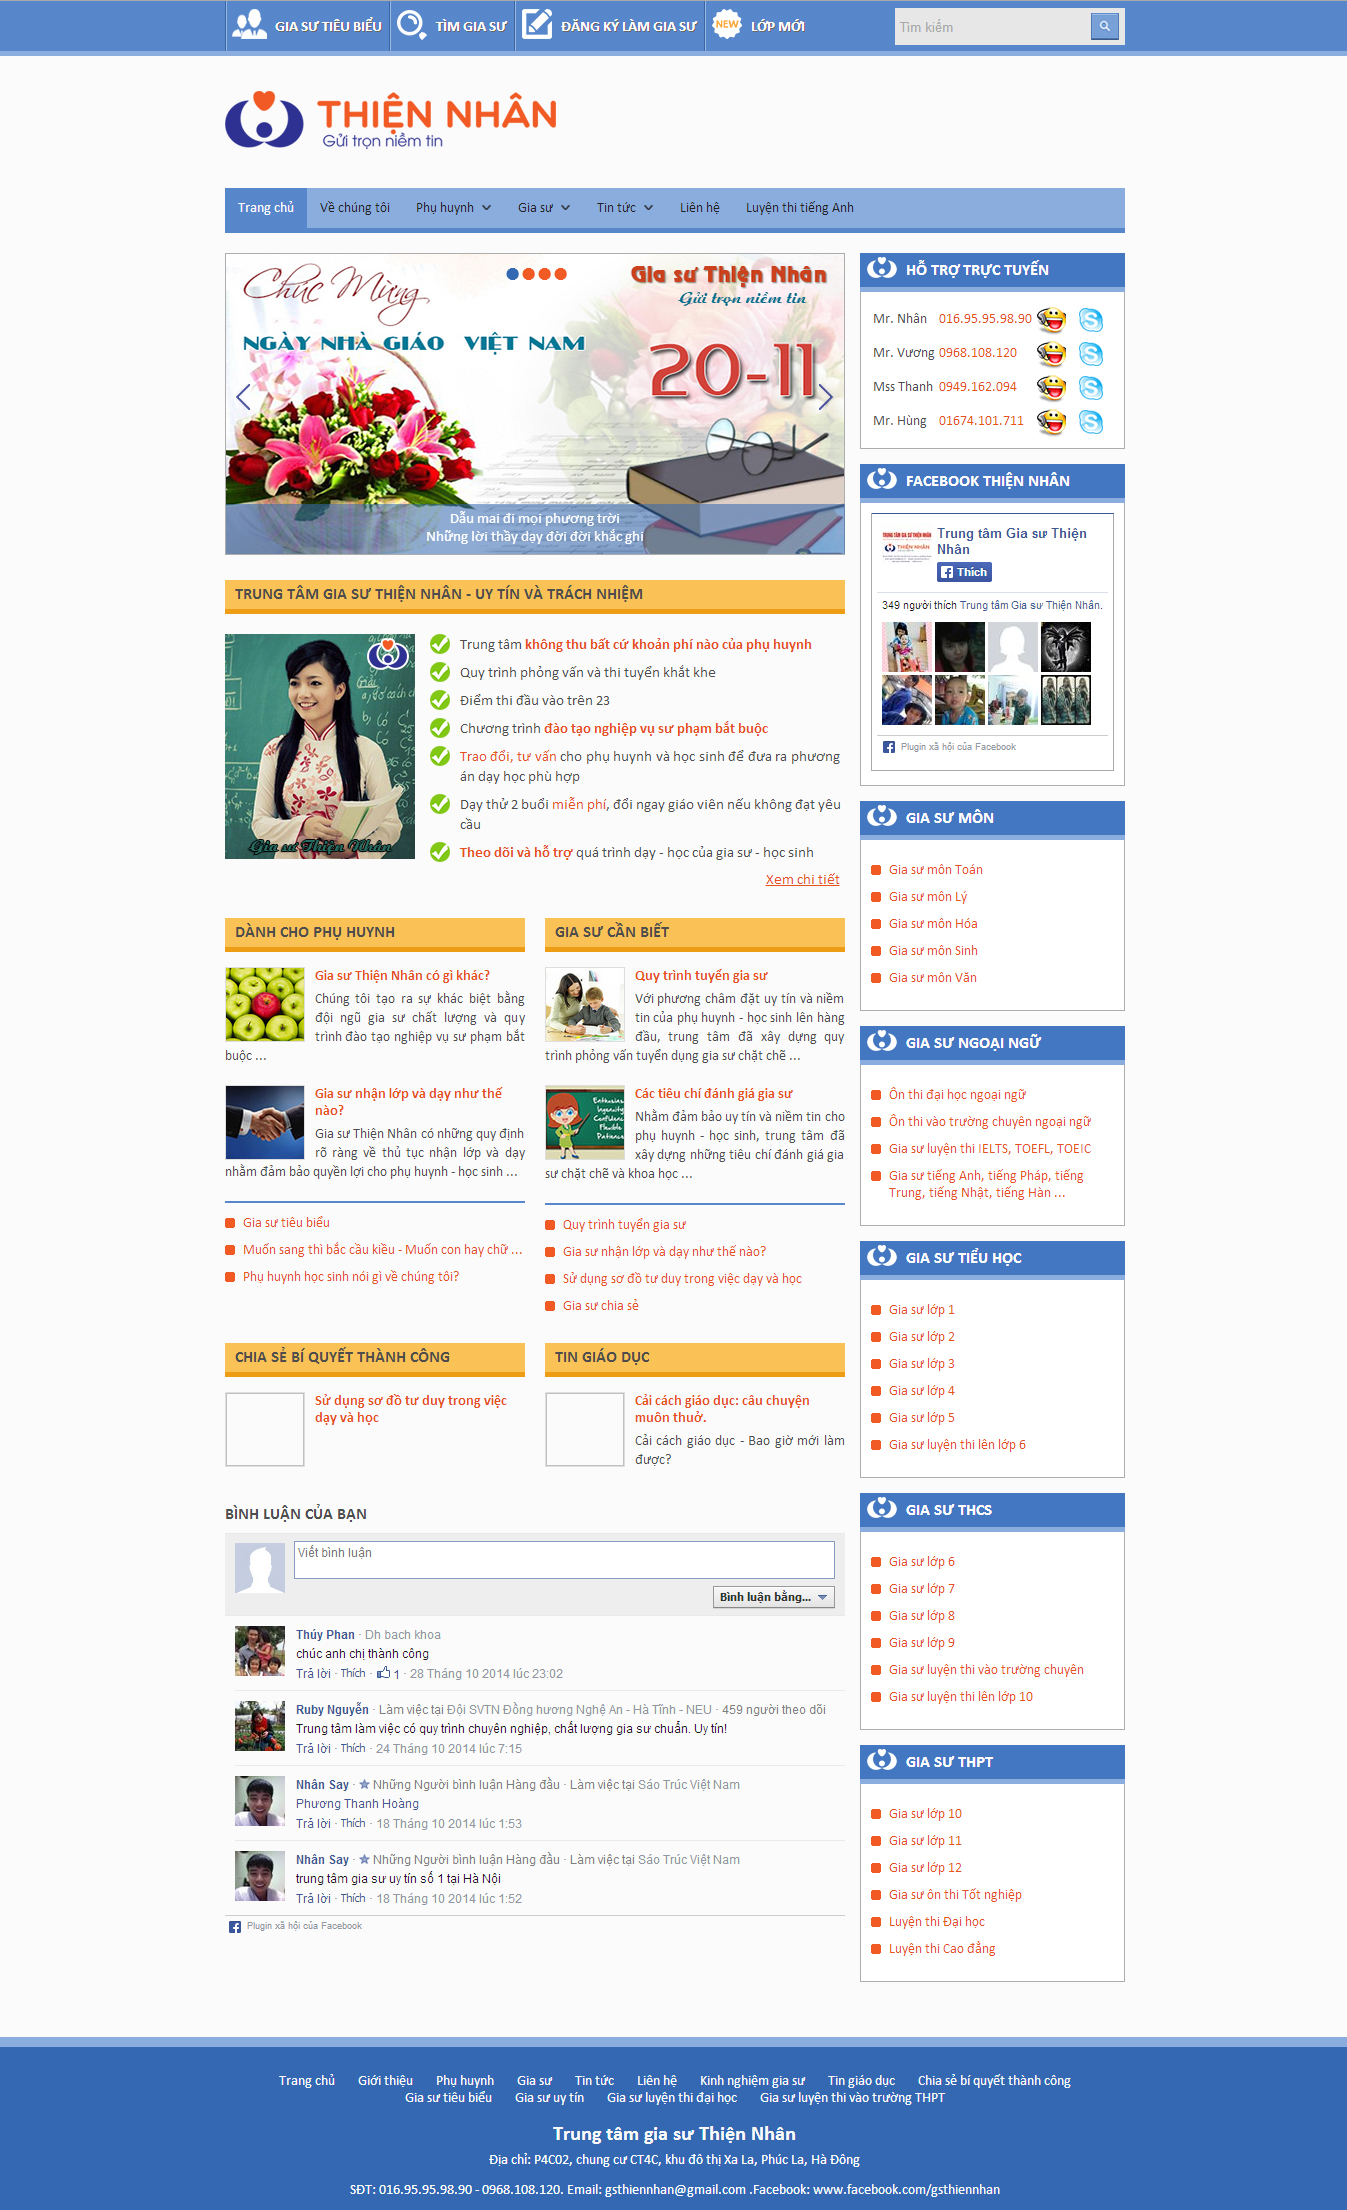 GIA SƯ TIÊU BIỂU
TÌM GIA SƯ
ĐĂNG KÝ LÀM GIA SƯ
NEW
LỚP MỚI
Tìm kiếm
THIỆN NHÂN
Gửi trọn niềm tin
Trang chủ
Về chúng tôi
Phụ huynh
Gia sư
Tin tức
Liên hệ
Luyện thi tiếng Anh
Chúc Mừng
NGÀY NHÀ GIÁO VIỆT NAM
Gia sư Thiện Nhân
Gửi trọn niềm tin
20-11
Dẫu mai đi mọi phương trời
Những lời thầy dạy đời đời khắc ghi
TRUNG TÂM GIA SƯ THIỆN NHÂN - UY TÍN VÀ TRÁCH NHIỆM
Gia sư Thiện Nhân
Trung tâm không thu bất cứ khoản phí nào của phụ huynh
Quy trình phỏng vấn và thi tuyển khắt khe
Điểm thi đầu vào trên 23
Chương trình đào tạo nghiệp vụ sư phạm bắt buộc
Trao đổi, tư vấn cho phụ huynh và học sinh để đưa ra phương
án dạy học phù hợp
Dạy thử 2 buổi miễn phí, đổi ngay giáo viên nếu không đạt yêu
cầu
Theo dõi và hỗ trợ quá trình dạy - học của gia sư - học sinh
Xem chi tiết
DÀNH CHO PHỤ HUYNH
Gia sư Thiện Nhân có gì khác?
Chúng tôi tạo ra sự khác biệt bằng
đội ngũ gia sư chất lượng và quy
trình đào tạo nghiệp vụ sư phạm bắt
buộc ...
Gia sư nhận lớp và dạy như thế
nào?
Gia sư Thiện Nhân có những quy định
rõ ràng về thủ tục nhận lớp và dạy
nhằm đảm bảo quyền lợi cho phụ huynh - học sinh ...
Gia sư tiêu biểu
Muốn sang thì bắc cầu kiều - Muốn con hay chữ ...
Phụ huynh học sinh nói gì về chúng tôi?
GIA SƯ CẦN BIẾT
Quy trình tuyển gia sư
Với phương châm đặt uy tín và niềm
tin của phụ huynh - học sinh lên hàng
đầu, trung tâm đã xây dựng quy
trình phỏng vấn tuyển dụng gia sư chặt chẽ ...
Các tiêu chí đánh giá gia sư
Nhằm đảm bảo uy tín và niềm tin cho
phụ huynh - học sinh, trung tâm đã
xây dựng những tiêu chí đánh giá gia
sư chặt chẽ và khoa học ...
Quy trình tuyển gia sư
Gia sư nhận lớp và dạy như thế nào?
Sử dụng sơ đồ tư duy trong việc dạy và học
Gia sư chia sẻ
CHIA SẺ BÍ QUYẾT THÀNH CÔNG
Sử dụng sơ đồ tư duy trong việc
dạy và học
TIN GIÁO DỤC
Cải cách giáo dục: câu chuyện
muôn thuở.
Cải cách giáo dục - Bao giờ mới làm
được?
BÌNH LUẬN CỦA BẠN
Viết bình luận
Bình luận bằng...
Thúy Phan · Dh bach khoa
chúc anh chị thành công
Trả lời · Thích · 1 · 28 Tháng 10 2014 lúc 23:02
Ruby Nguyễn · Làm việc tại Đội SVTN Đồng hương Nghệ An - Hà Tĩnh - NEU · 459 người theo dõi
Trung tâm làm việc có quy trình chuyên nghiệp, chất lượng gia sư chuẩn. Uy tín!
Trả lời · Thích · 24 Tháng 10 2014 lúc 7:15
Nhân Say · Những Người bình luận Hàng đầu · Làm việc tại Sáo Trúc Việt Nam
Phương Thanh Hoàng
Trả lời · Thích · 18 Tháng 10 2014 lúc 1:53
Nhân Say · Những Người bình luận Hàng đầu · Làm việc tại Sáo Trúc Việt Nam
trung tâm gia sư uy tín số 1 tại Hà Nội
Trả lời · Thích · 18 Tháng 10 2014 lúc 1:52
Plugin xã hội của Facebook
HỖ TRỢ TRỰC TUYẾN
Mr. Nhân 016.95.95.98.90
Mr. Vương 0968.108.120
Mss Thanh 0949.162.094
Mr. Hùng 01674.101.711
FACEBOOK THIỆN NHÂN
Trung tâm Gia sư Thiện
Nhân
Thích
349 người thích Trung tâm Gia sư Thiện Nhân.
Plugin xã hội của Facebook
GIA SƯ MÔN
Gia sư môn Toán
Gia sư môn Lý
Gia sư môn Hóa
Gia sư môn Sinh
Gia sư môn Văn
GIA SƯ NGOẠI NGỮ
Ôn thi đại học ngoại ngữ
Ôn thi vào trường chuyên ngoại ngữ
Gia sư luyện thi IELTS, TOEFL, TOEIC
Gia sư tiếng Anh, tiếng Pháp, tiếng
Trung, tiếng Nhật, tiếng Hàn ...
GIA SƯ TIỂU HỌC
Gia sư lớp 1
Gia sư lớp 2
Gia sư lớp 3
Gia sư lớp 4
Gia sư lớp 5
Gia sư luyện thi lên lớp 6
GIA SƯ THCS
Gia sư lớp 6
Gia sư lớp 7
Gia sư lớp 8
Gia sư lớp 9
Gia sư luyện thi vào trường chuyên
Gia sư luyện thi lên lớp 10
GIA SƯ THPT
Gia sư lớp 10
Gia sư lớp 11
Gia sư lớp 12
Gia sư ôn thi Tốt nghiệp
Luyện thi Đại học
Luyện thi Cao đẳng
Trang chủ Giới thiệu Phụ huynh Gia sư Tin tức Liên hệ Kinh nghiệm gia sư Tin giáo dục Chia sẻ bí quyết thành công
Gia sư tiêu biểu Gia sư uy tín Gia sư luyện thi đại học Gia sư luyện thi vào trường THPT
Trung tâm gia sư Thiện Nhân
Địa chỉ: P4C02, chung cư CT4C, khu đô thị Xa La, Phúc La, Hà Đông
SĐT: 016.95.95.98.90 - 0968.108.120. Email: gsthiennhan@gmail.com .Facebook: www.facebook.com/gsthiennhan